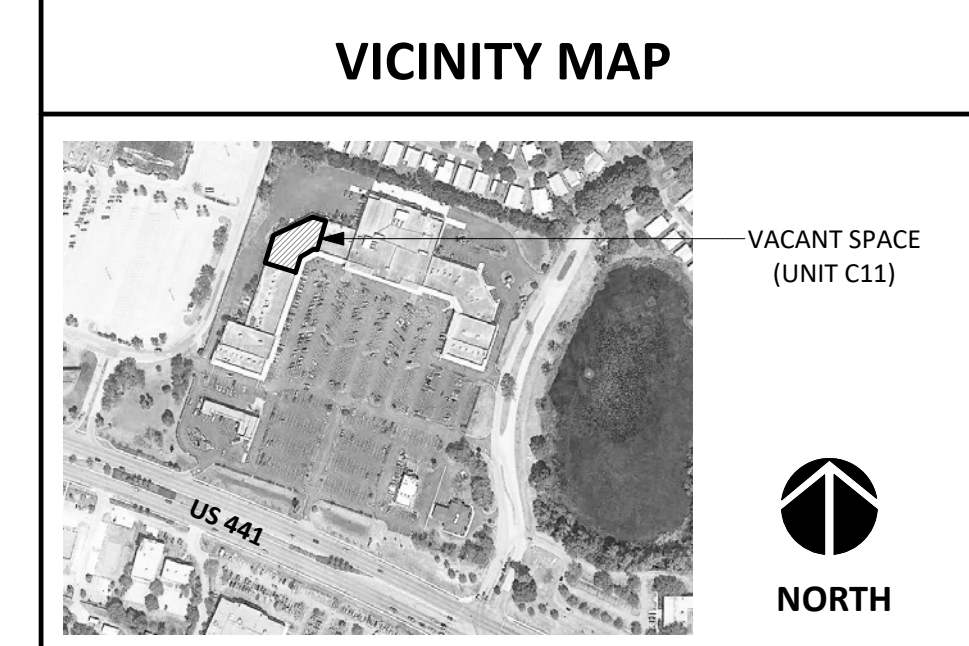 VICINITY MAP
VACANT SPACE
(UNIT C11)
US 441
NORTH